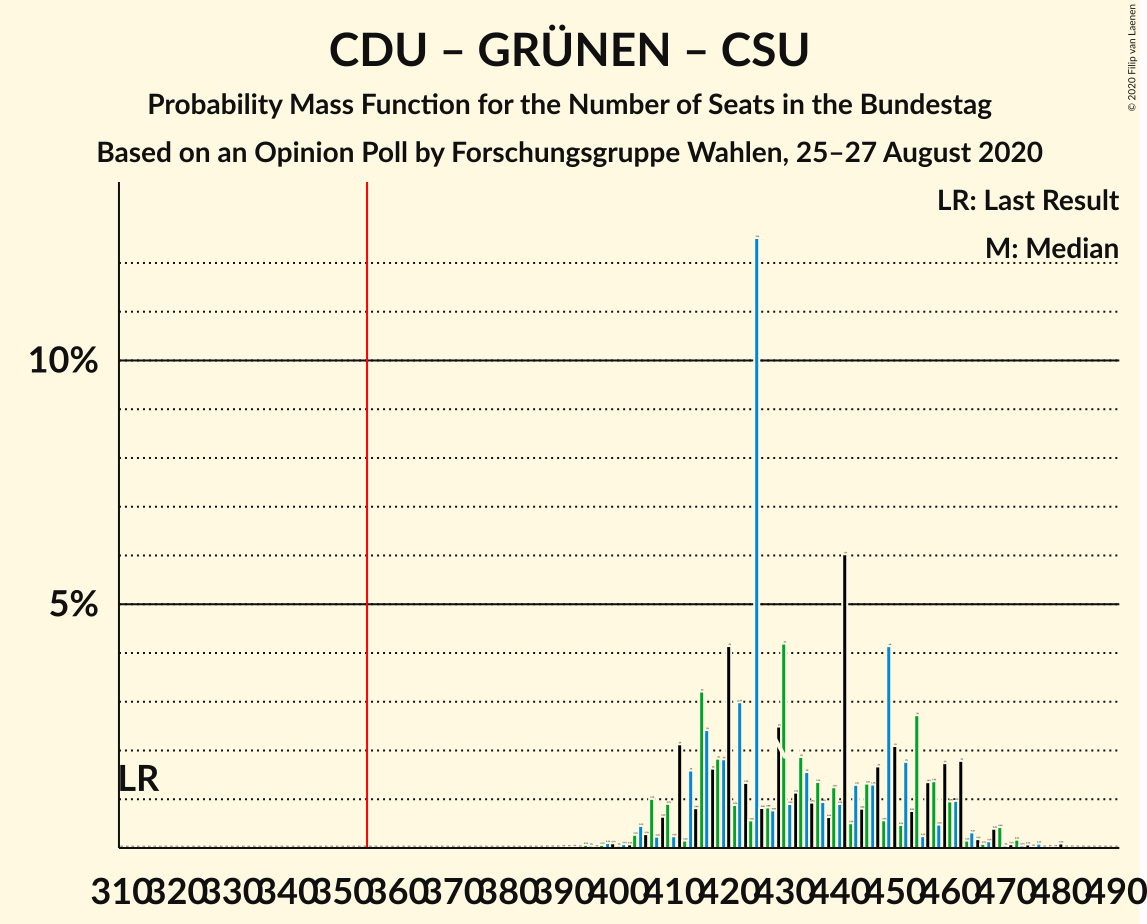 CDU – GRÜNEN – CSU
Probability Mass Function for the Number of Seats in the Bundestag
Based on an Opinion Poll by Forschungsgruppe Wahlen, 25–27 August 2020
© 2020 Filip van Laenen
LR: Last Result
M: Median
10%
5%
LR
310 320 330 340 350 360 370 380 390 400 410 420 430 440 450 460 470 480 490